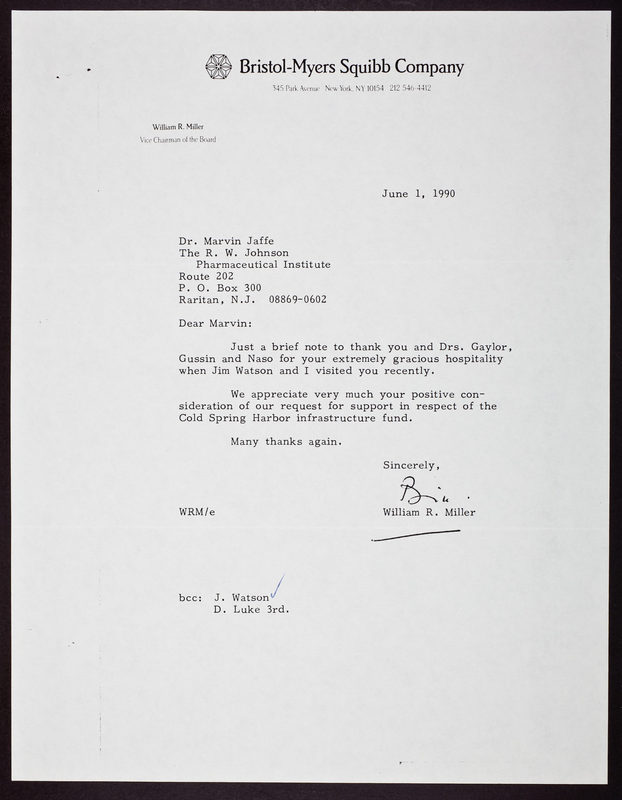 Bristol-Myers Squibb Company
345 Park Avenue New York, NY 10154 212 546-4412
William R. Miller
Vice Chairman of the Board
June 1, 1990
Dr. Marvin Jaffe
The R. W. Johnson
Pharmaceutical Institute
Route 202
P. O. Box 300
Raritan, N.J. 08869-0602
Dear Marvin:
Just a brief note to thank you and Drs. Gaylor,
Gussin and Naso for your extremely gracious hospitality
when Jim Watson and I visited you recently.
We appreciate very much your positive con-
sideration of our request for support in respect of the
Cold Spring Harbor infrastructure fund.
Many thanks again.
Sincerely,
Bill
WRM/e
William R. Miller
bcc: J. Watson
D. Luke 3rd.